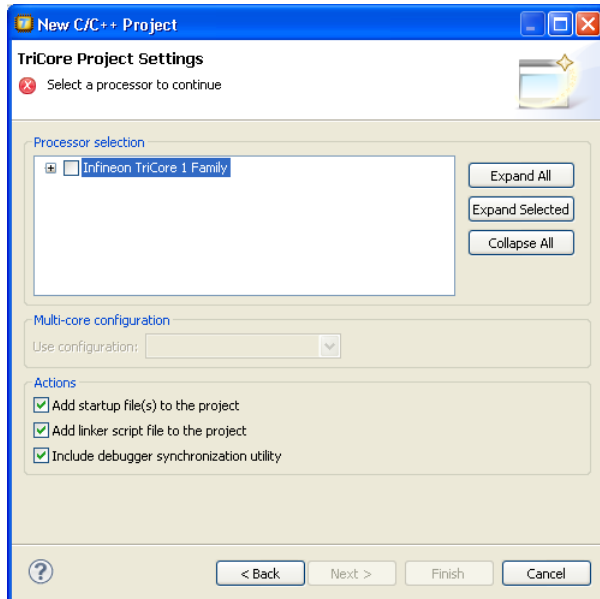 New C/C++ Project
TriCore Project Settings
Select a processor to continue
Processor selection
Infineon TriCore 1 Family
Expand All
Expand Selected
Collapse All
Multi-core configuration
Use configuration:
Actions
Add startup file(s) to the project
Add linker script file to the project
Include debugger synchronization utility
? < Back Next > Finish Cancel